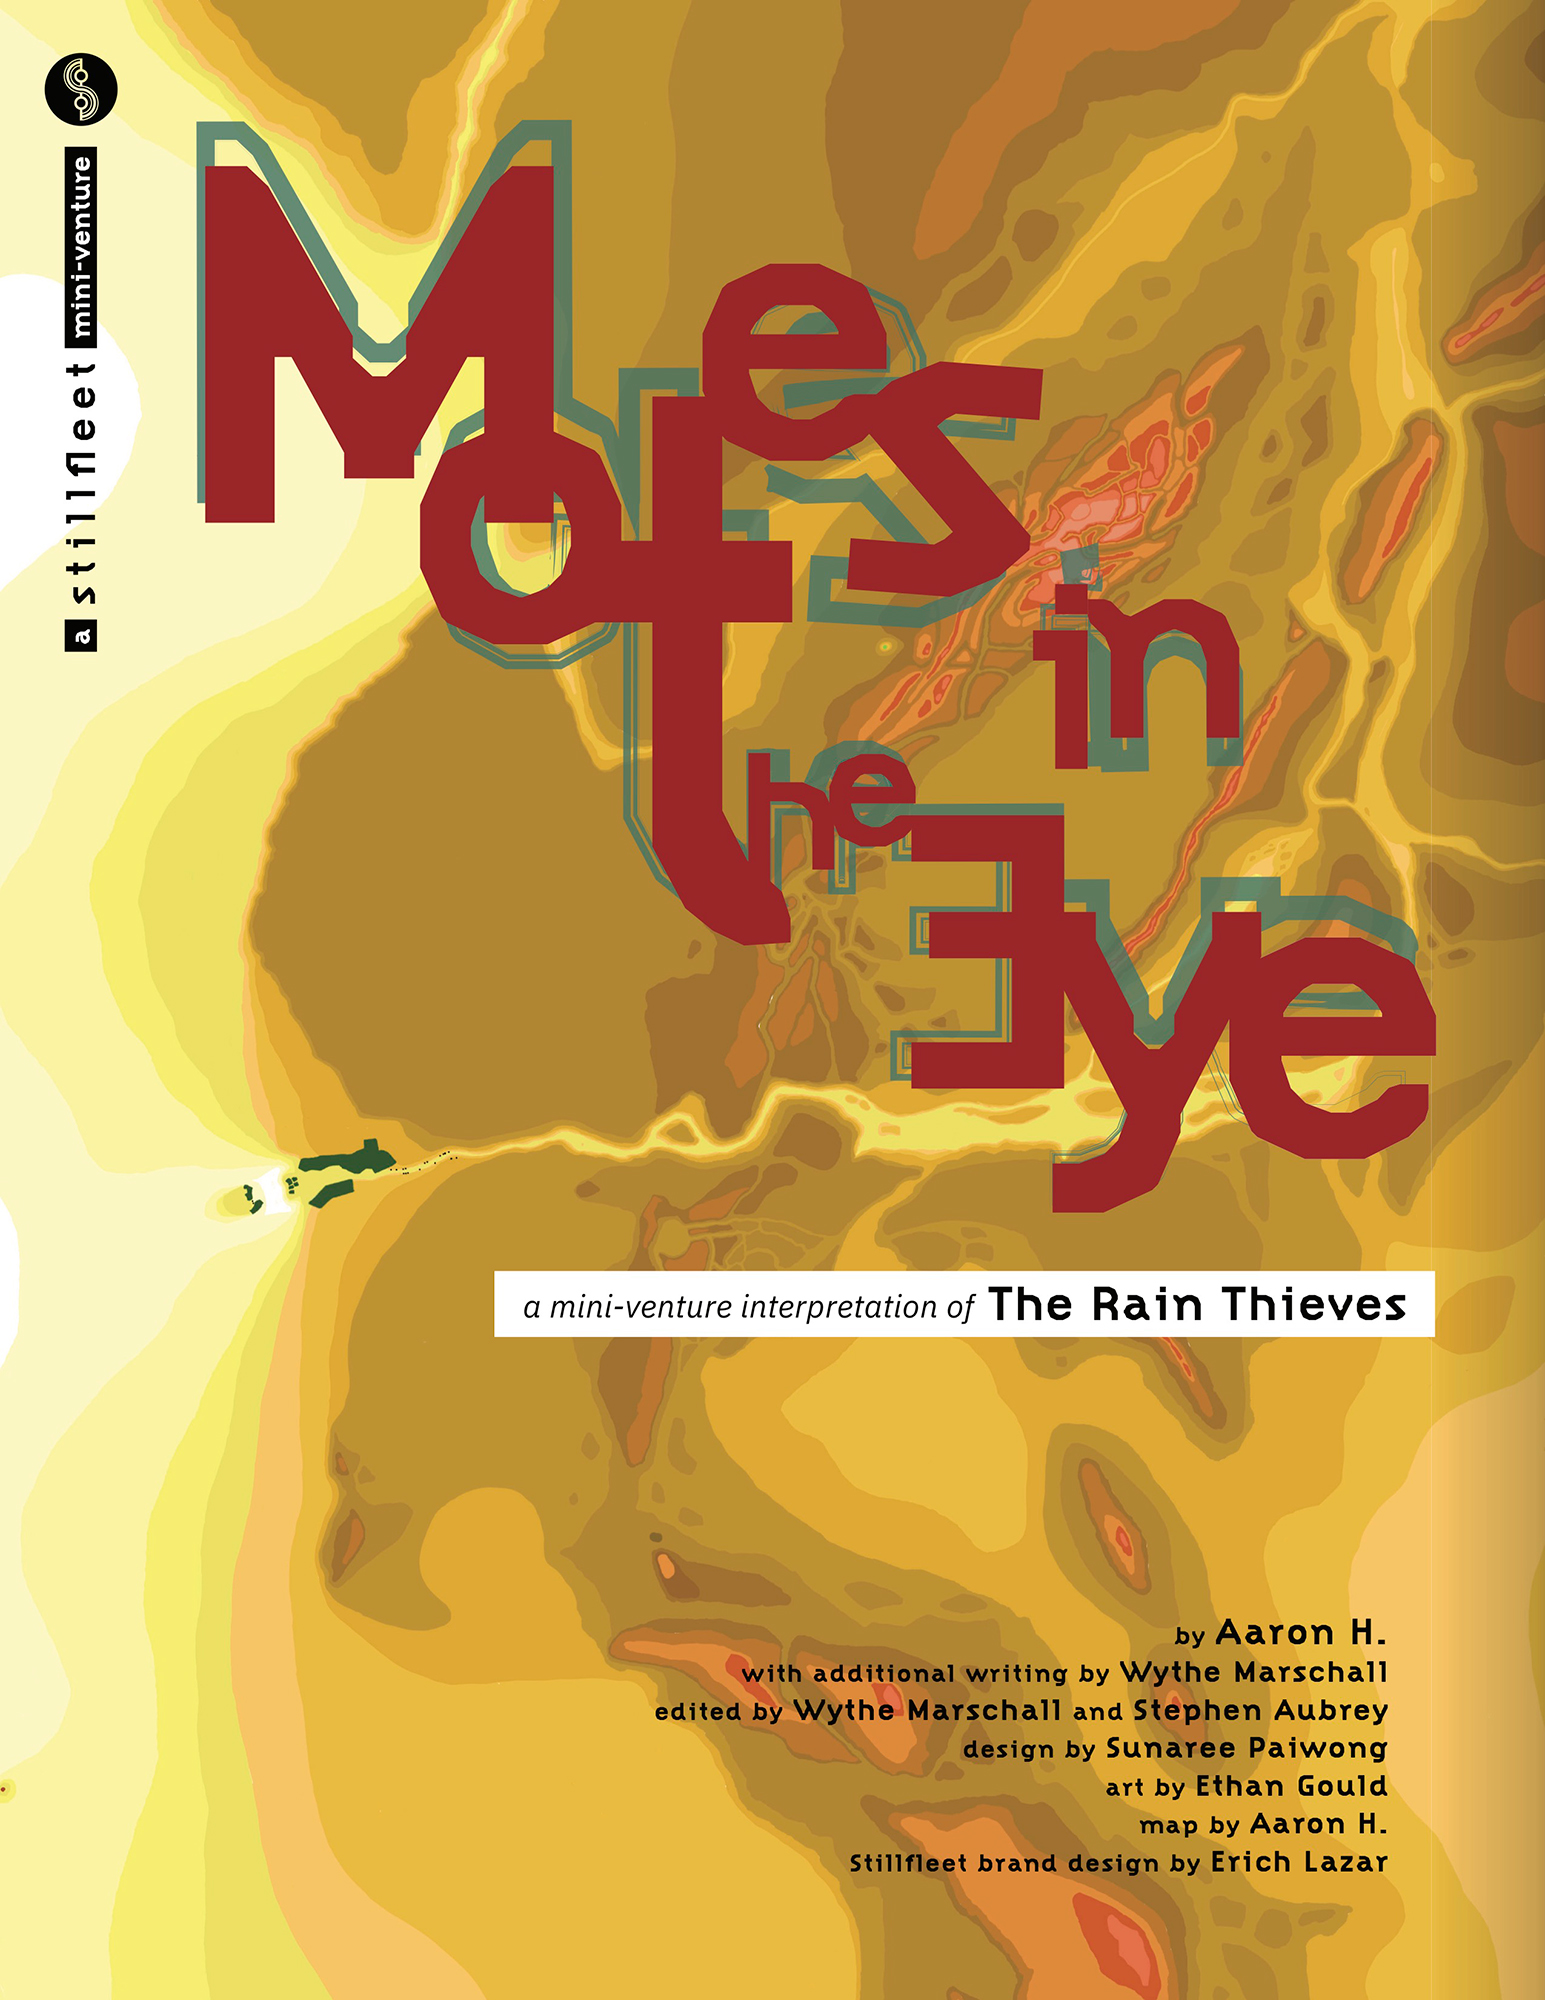 a stillfleet mini-venture
Motes
in
the
Eye
a mini-venture interpretation of The Rain Thieves
by Aaron H.
with additional writing by Wythe Marschall
edited by Wythe Marschall and Stephen Aubrey
design by Sunaree Paiwong
art by Ethan Gould
map by Aaron H.
Stillfleet brand design by Erich Lazar